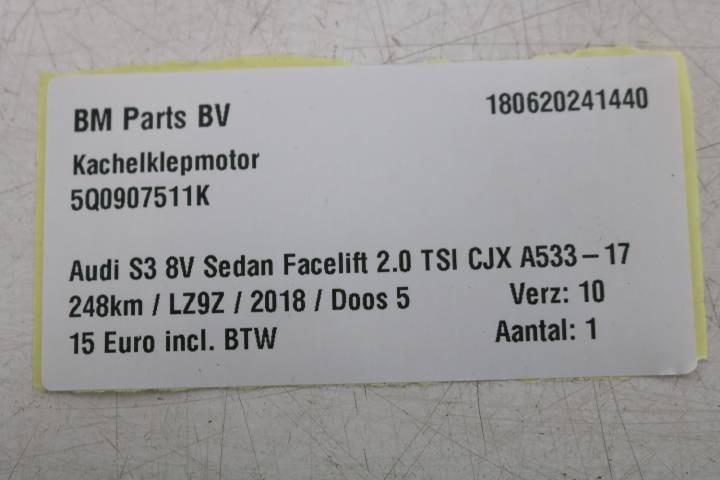 BM Parts BV 180620241440
Kachelklepmotor
5Q0907511K
Audi S3 8V Sedan Facelift 2.0 TSI CJX A533-17
248km / LZ9Z / 2018 / Doos 5 Verz: 10
15 Euro incl. BTW Aantal: 1